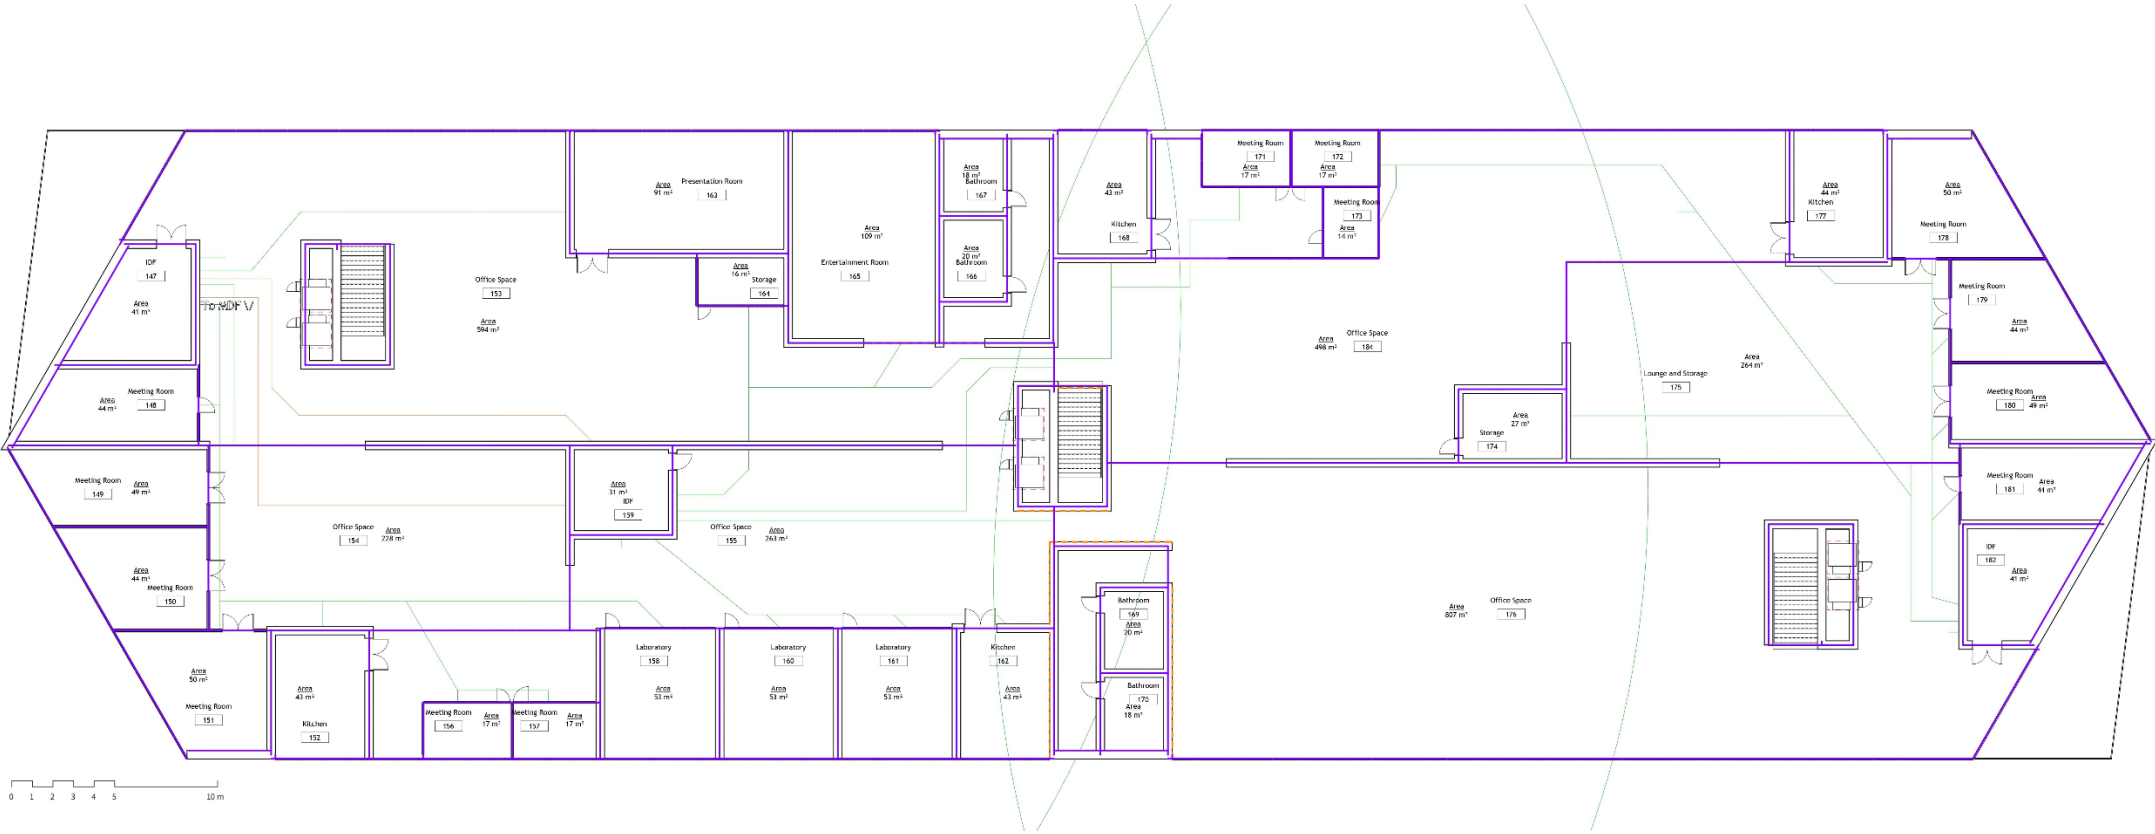 Meeting Room
171
Area
17 m²
Meeting Room
172
Area
17 m²
Area
18 m²
Bathroom
167
Area
91 m²
Presentation Room
163
Area
43 m²
Kitchen
168
Meeting Room
173
Area
14 m²
Area
44 m²
Kitchen
177
Area
50 m²
Meeting Room
178
Area
109 m²
Entertainment Room
165
Area
20 m²
Bathroom
166
IDF
147
Area
41 m²
To MDF
Office Space
153
Area
594 m²
Area
16 m²
Storage
164
Meeting Room
179
Area
44 m²
Office Space
184
Area
498 m²
Area
264 m²
Lounge and Storage
175
Meeting Room
148
Area
44 m²
Meeting Room
180
Area
49 m²
Area
27 m²
Storage
174
Meeting Room
149
Area
49 m²
Area
31 m²
IDF
159
Meeting Room
181
Area
44 m²
Office Space
154
Area
228 m²
Office Space
155
Area
263 m²
IDF
182
Area
41 m²
Area
44 m²
Meeting Room
150
Bathroom
169
Area
20 m²
Area
807 m²
Office Space
176
Area
50 m²
Meeting Room
151
Area
43 m²
Kitchen
152
Meeting Room
156
Area
17 m²
Meeting Room
157
Area
17 m²
Laboratory
158
Area
53 m²
Laboratory
160
Area
53 m²
Laboratory
161
Area
53 m²
Kitchen
162
Area
43 m²
Bathroom
170
Area
18 m²
0 1 2 3 4 5 10 m